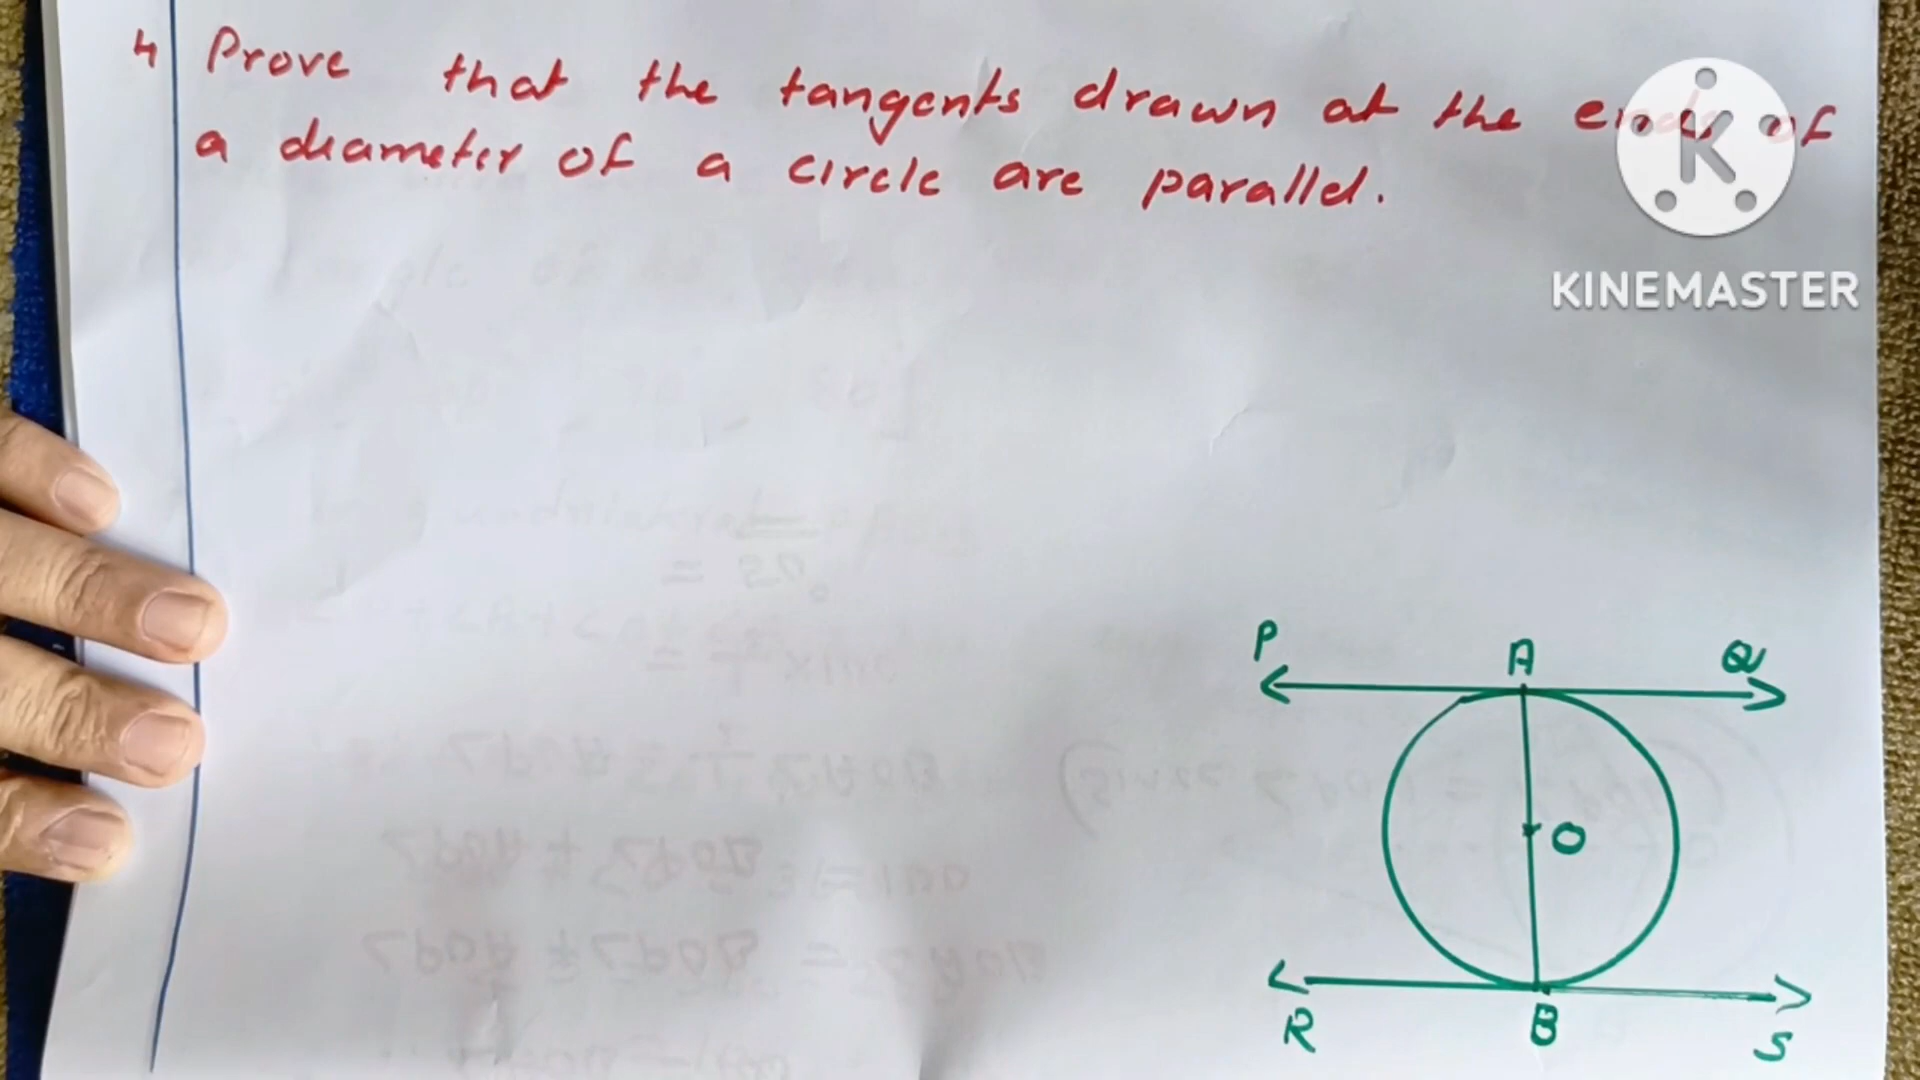 4 Prove that the tangents drawn at the ends of
a diameter of a circle are parallel.
K
KINEMASTER
P A Q
O
R B S